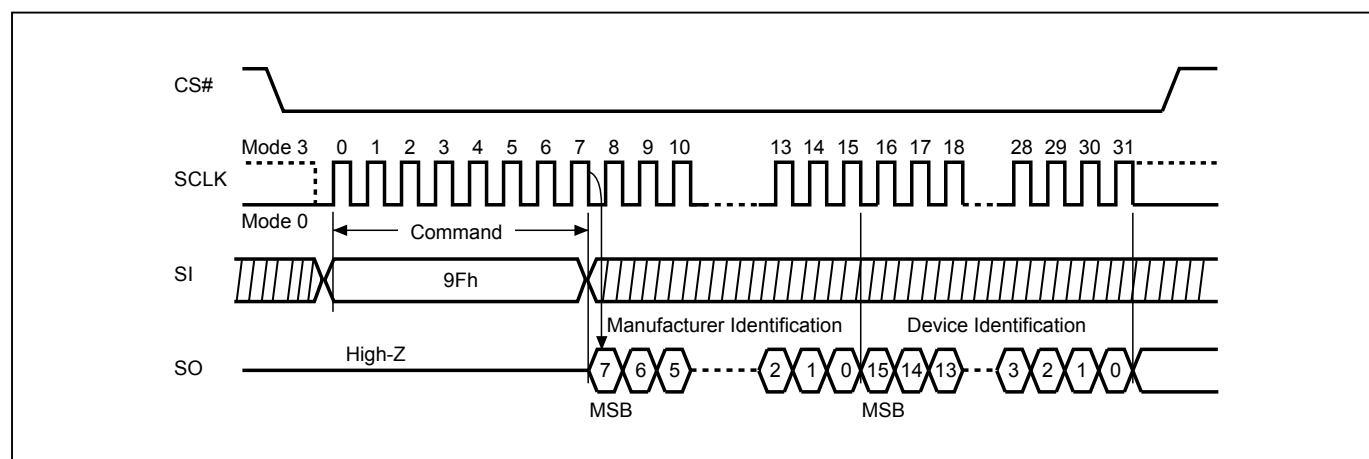 CS#
Mode 3 0 1 2 3 4 5 6 7 8 9 10 13 14 15 16 17 18 28 29 30 31
SCLK
Mode 0
Command
SI 9Fh
Manufacturer Identification Device Identification
High-Z
SO 7 6 5 2 1 0 15 14 13 3 2 1 0
MSB MSB